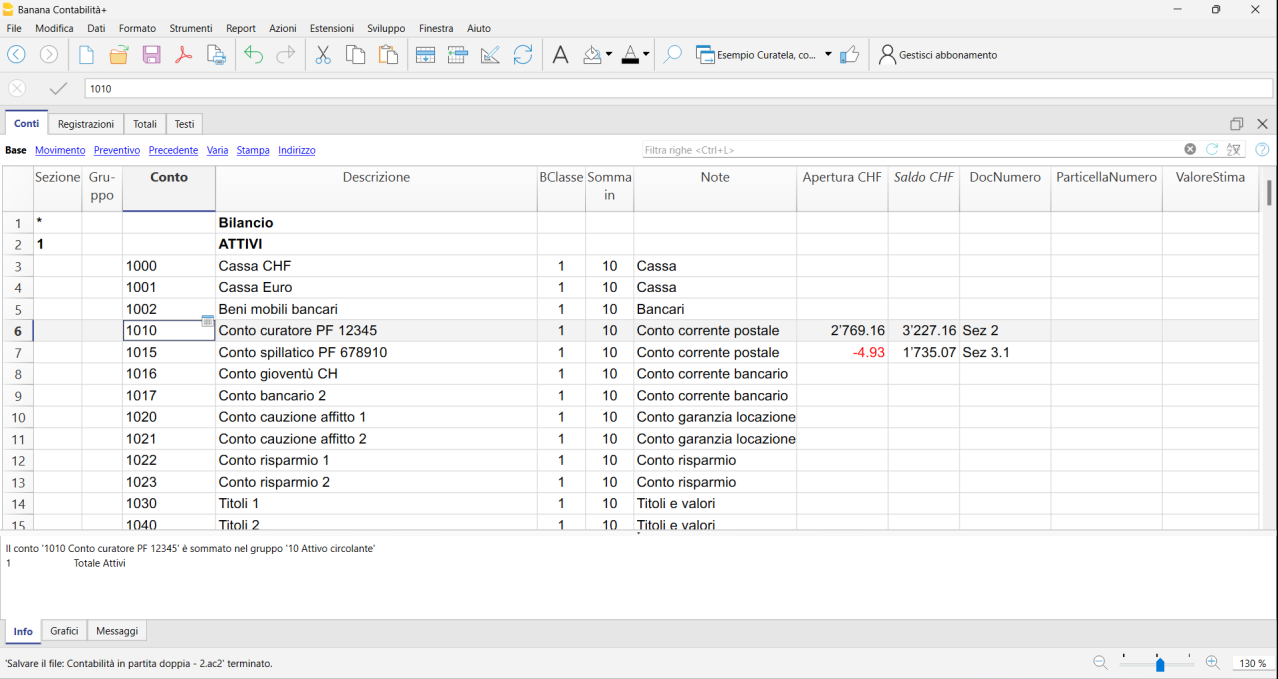 Banana Contabilità+
File Modifica Dati Formato Strumenti Report Azioni Estensioni Sviluppo Finestra Aiuto
Esempio Curatela, co... Gestisci abbonamento
1010
Conti Registrazioni Totali Testi
Base Movimento Preventivo Precedente Varia Stampa Indirizzo Filtra righe <Ctrl+L>
Sezione Gru- Conto Descrizione BClasse Somma Note Apertura CHF Saldo CHF DocNumero ParticellaNumero ValoreStima
ppo in
1 * Bilancio
2 1 ATTIVI
3 1000 Cassa CHF 1 10 Cassa
4 1001 Cassa Euro 1 10 Cassa
5 1002 Beni mobili bancari 1 10 Bancari
6 1010 Conto curatore PF 12345 1 10 Conto corrente postale 2'769.16 3'227.16 Sez 2
7 1015 Conto spillatico PF 678910 1 10 Conto corrente postale -4.93 1'735.07 Sez 3.1
8 1016 Conto gioventù CH 1 10 Conto corrente bancario
9 1017 Conto bancario 2 1 10 Conto corrente bancario
10 1020 Conto cauzione affitto 1 1 10 Conto garanzia locazione
11 1021 Conto cauzione affitto 2 1 10 Conto garanzia locazione
12 1022 Conto risparmio 1 1 10 Conto risparmio
13 1023 Conto risparmio 2 1 10 Conto risparmio
14 1030 Titoli 1 1 10 Titoli e valori
15 1040 Titoli 2 1 10 Titoli e valori
Il conto '1010 Conto curatore PF 12345' è sommato nel gruppo '10 Attivo circolante'
1 Totale Attivi
Info Grafici Messaggi
'Salvare il file: Contabilità in partita doppia - 2.ac2' terminato. 130 %